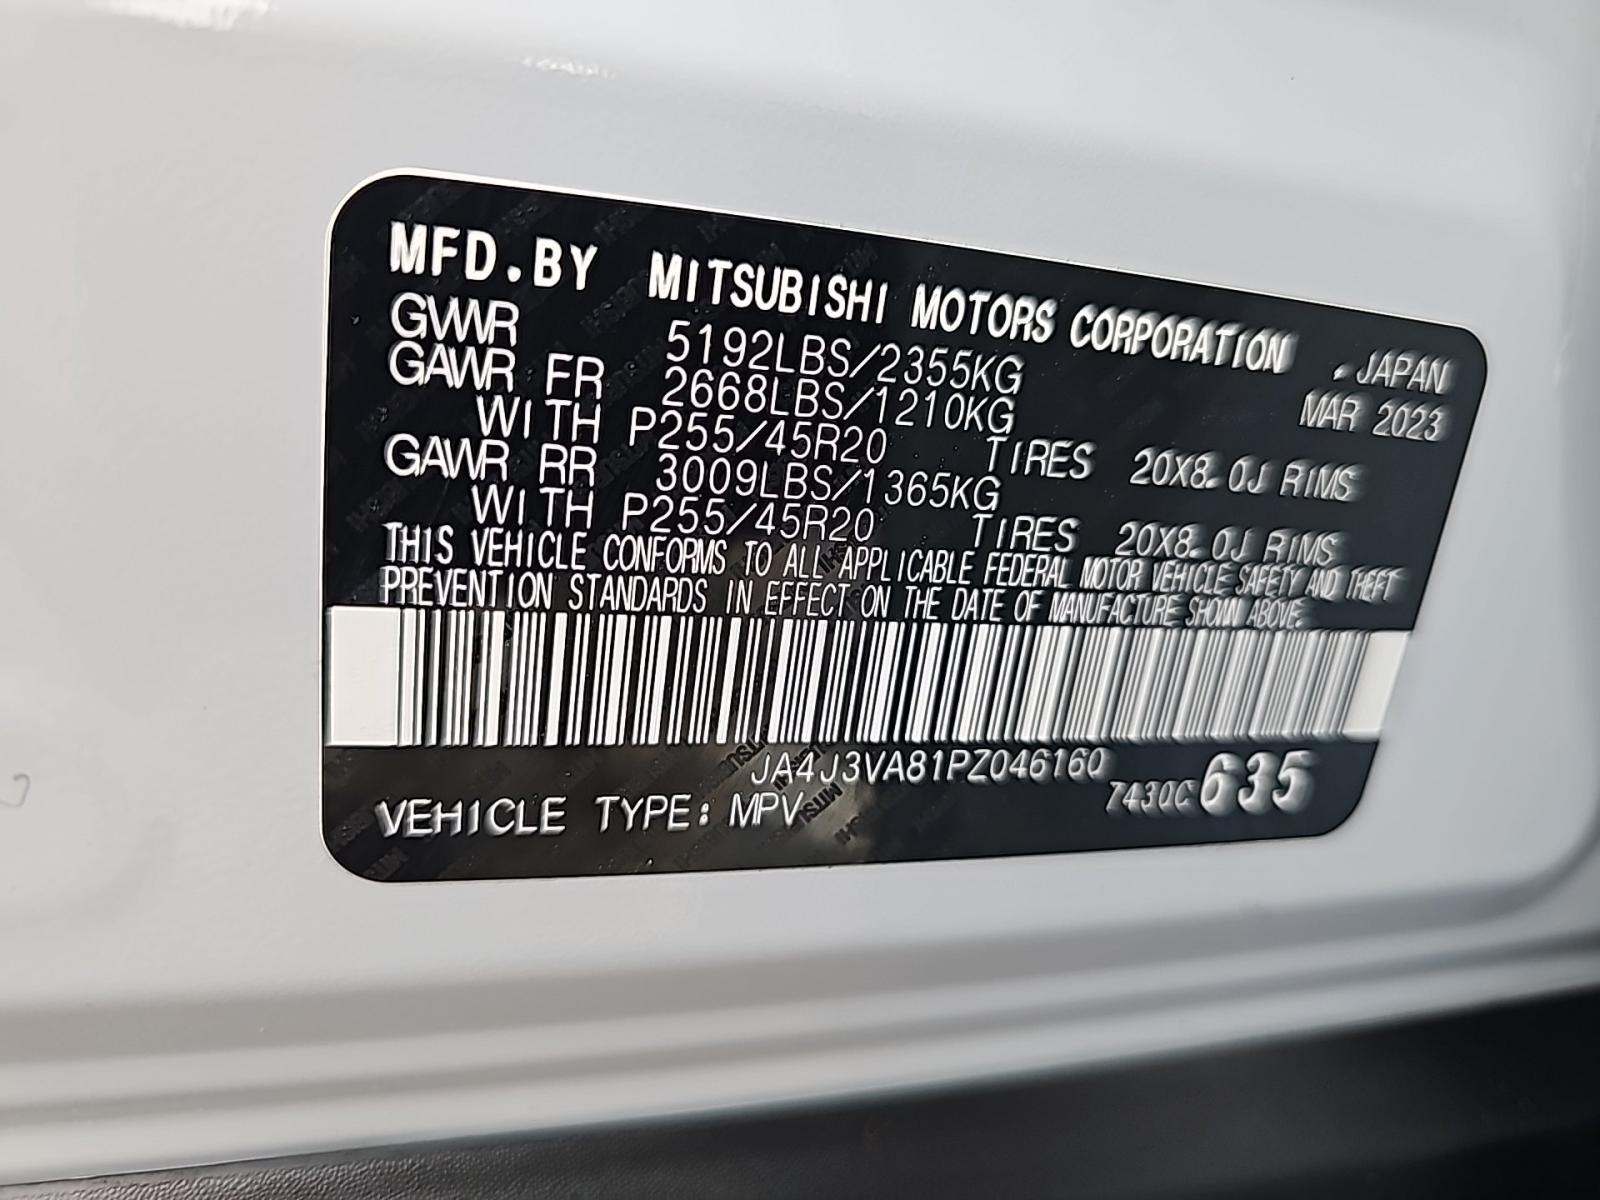 MFD.BY MITSUBISHI MOTORS CORPORATION , JAPAN
GVWR 5192LBS/2355KG MAR 2023
GAWR FR 2668LBS/1210KG
WITH P255/45R20 TIRES 20X8.0J RIMS
GAWR RR 3009LBS/1365KG
WITH P255/45R20 TIRES 20X8.0J RIMS
THIS VEHICLE CONFORMS TO ALL APPLICABLE FEDERAL MOTOR VEHICLE SAFETY AND THEFT
PREVENTION STANDARDS IN EFFECT ON THE DATE OF MANUFACTURE SHOWN ABOVE.
JA4J3VA81PZ046160
VEHICLE TYPE: MPV 7430C 635